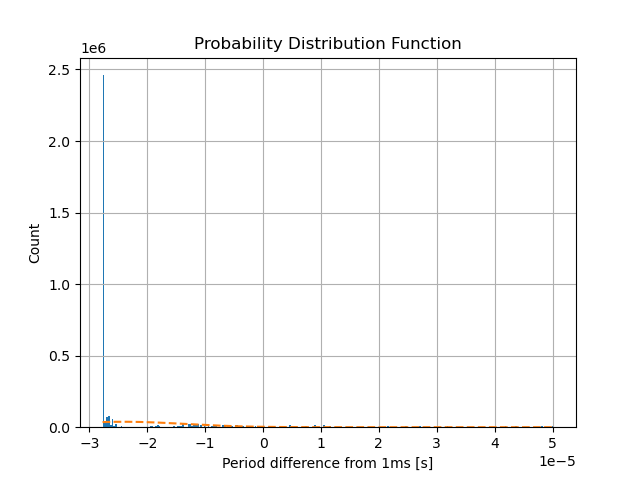 Probability Distribution Function
1e6
2.5
2.0
1.5
1.0
0.5
0.0
Count
−3 −2 −1 0 1 2 3 4 5
1e−5
Period difference from 1ms [s]